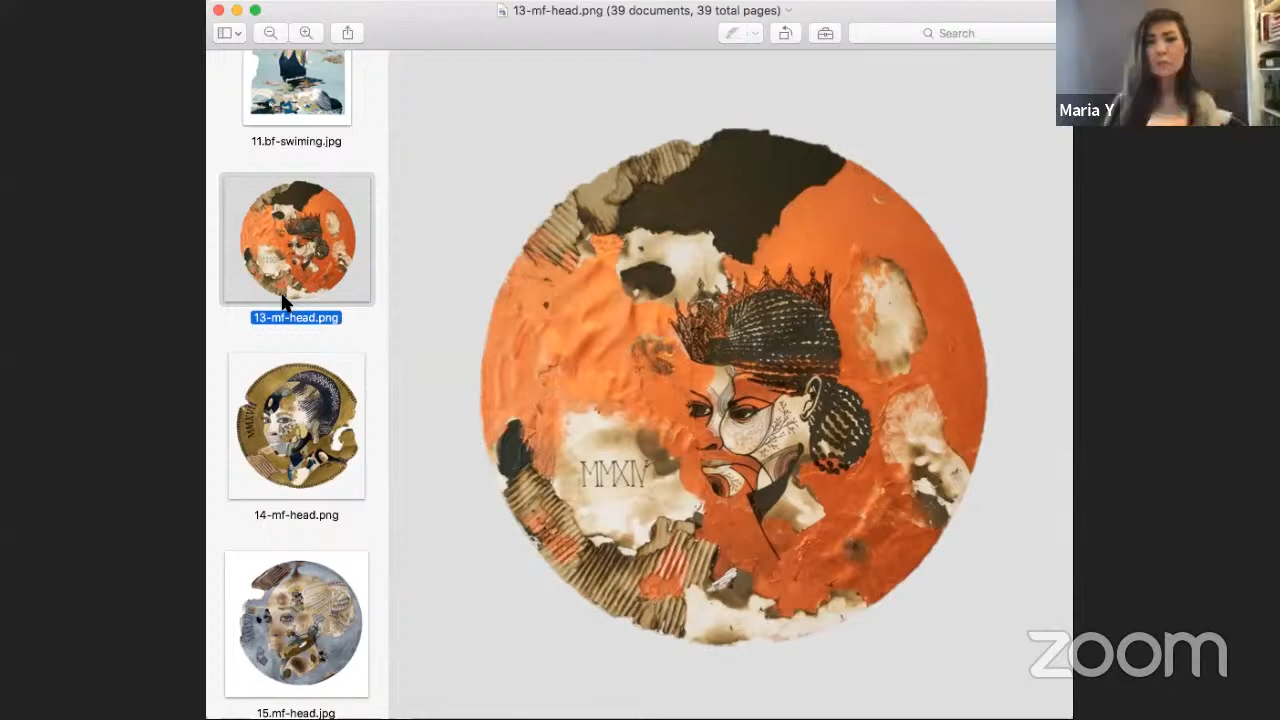 13-mf-head.png (39 documents, 39 total pages)
Search
Maria Y
11.bf-swiming.jpg
13-mf-head.png
14-mf-head.png
15.mf-head.jpg
MMXIV
zoom